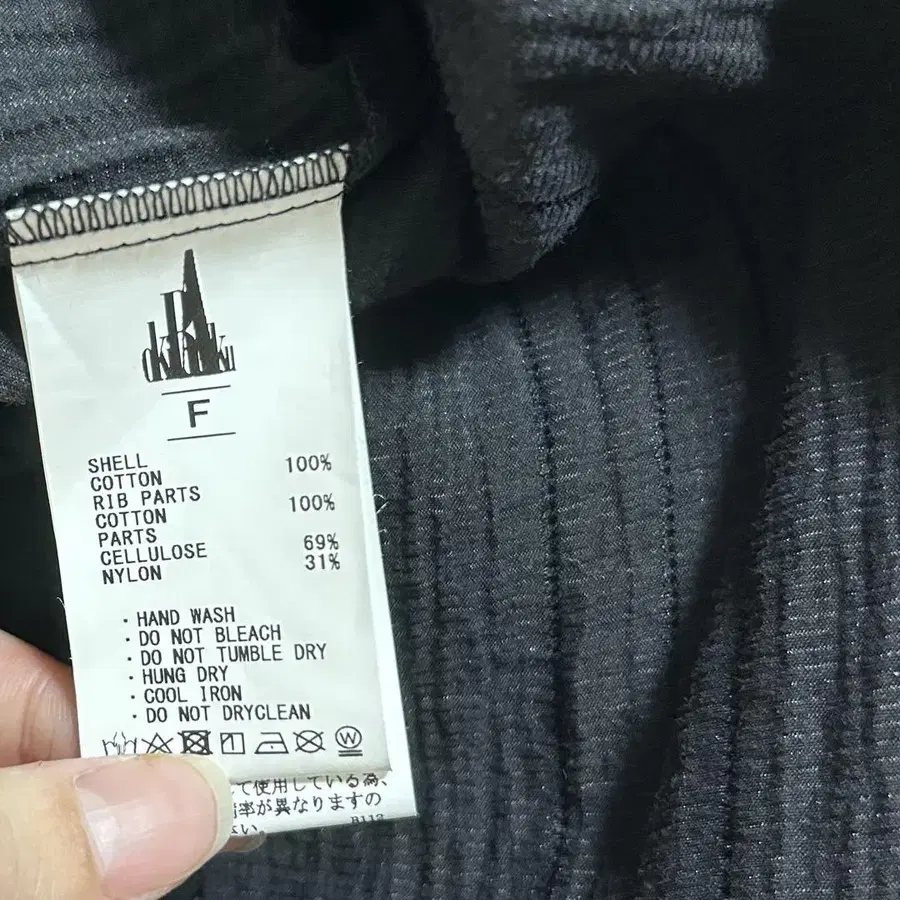 F
SHELL
COTTON 100%
RIB PARTS
COTTON 100%
PARTS
CELLULOSE 69%
NYLON 31%
・HAND WASH
・DO NOT BLEACH
・DO NOT TUMBLE DRY
・HUNG DRY
・COOL IRON
・DO NOT DRYCLEAN
W
て使用している為、
率が異なりますの
い。
B112